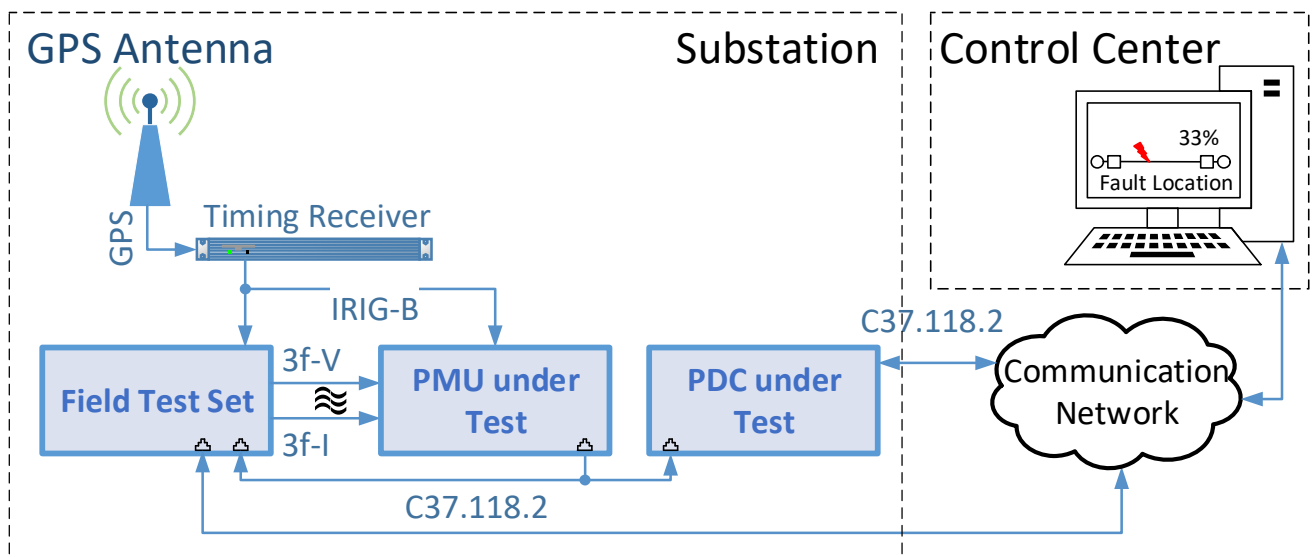 GPS Antenna
Substation
Control Center
33%
Fault Location
GPS
Timing Receiver
IRIG-B
C37.118.2
3f-V
3f-I
Field Test Set
PMU under
Test
PDC under
Test
Communication
Network
C37.118.2